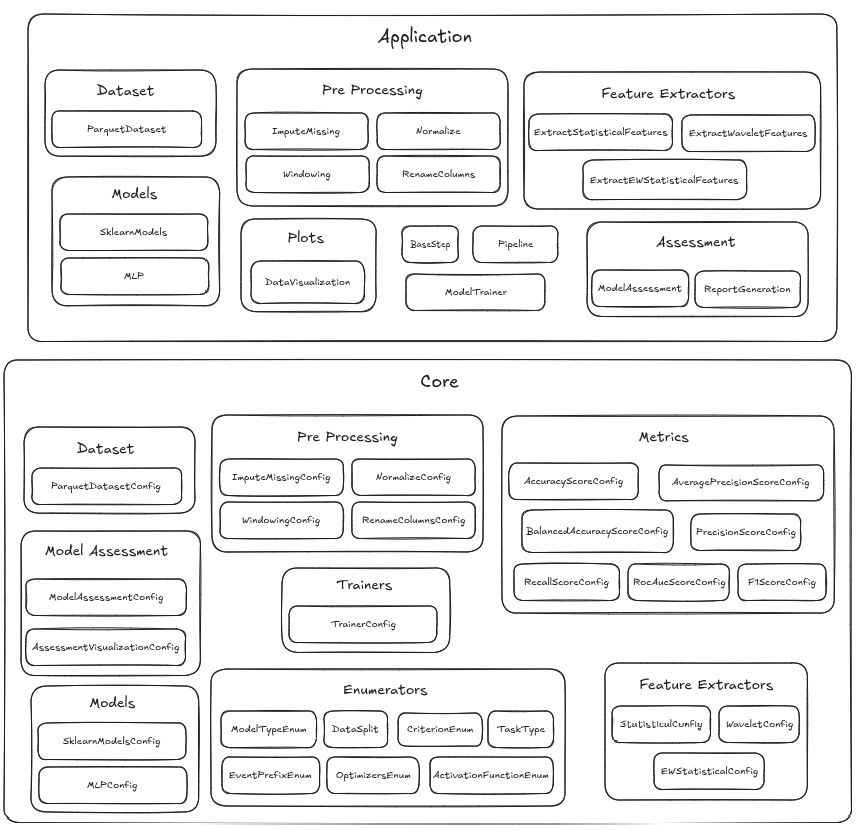 Application
Dataset
ParquetDataset
Pre Processing
ImputeMissing
Normalize
Windowing
RenameColumns
Feature Extractors
ExtractStatisticalFeatures
ExtractWaveletFeatures
ExtractEWStatisticalFeatures
Models
SklearnModels
MLP
Plots
DataVisualization
BaseStep
Pipeline
ModelTrainer
Assessment
ModelAssessment
ReportGeneration
Core
Dataset
ParquetDatasetConfig
Pre Processing
ImputeMissingConfig
NormalizeConfig
WindowingConfig
RenameColumnsConfig
Metrics
AccuracyScoreConfig
AveragePrecisionScoreConfig
BalancedAccuracyScoreConfig
PrecisionScoreConfig
RecallScoreConfig
RocAucScoreConfig
F1ScoreConfig
Model Assessment
ModelAssessmentConfig
AssessmentVisualizationConfig
Trainers
TrainerConfig
Models
SklearnModelsConfig
MLPConfig
Enumerators
ModelTypeEnum
DataSplit
CriterionEnum
TaskType
EventPrefixEnum
OptimizersEnum
ActivationFunctionEnum
Feature Extractors
StatisticalConfig
WaveletConfig
EWStatisticalConfig